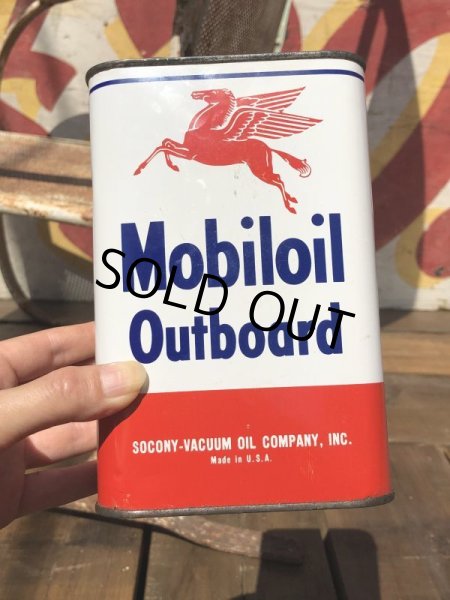 Mobiloil
SOLD OUT
Outboard
SOCONY-VACUUM OIL COMPANY, INC.
Made in U.S.A.